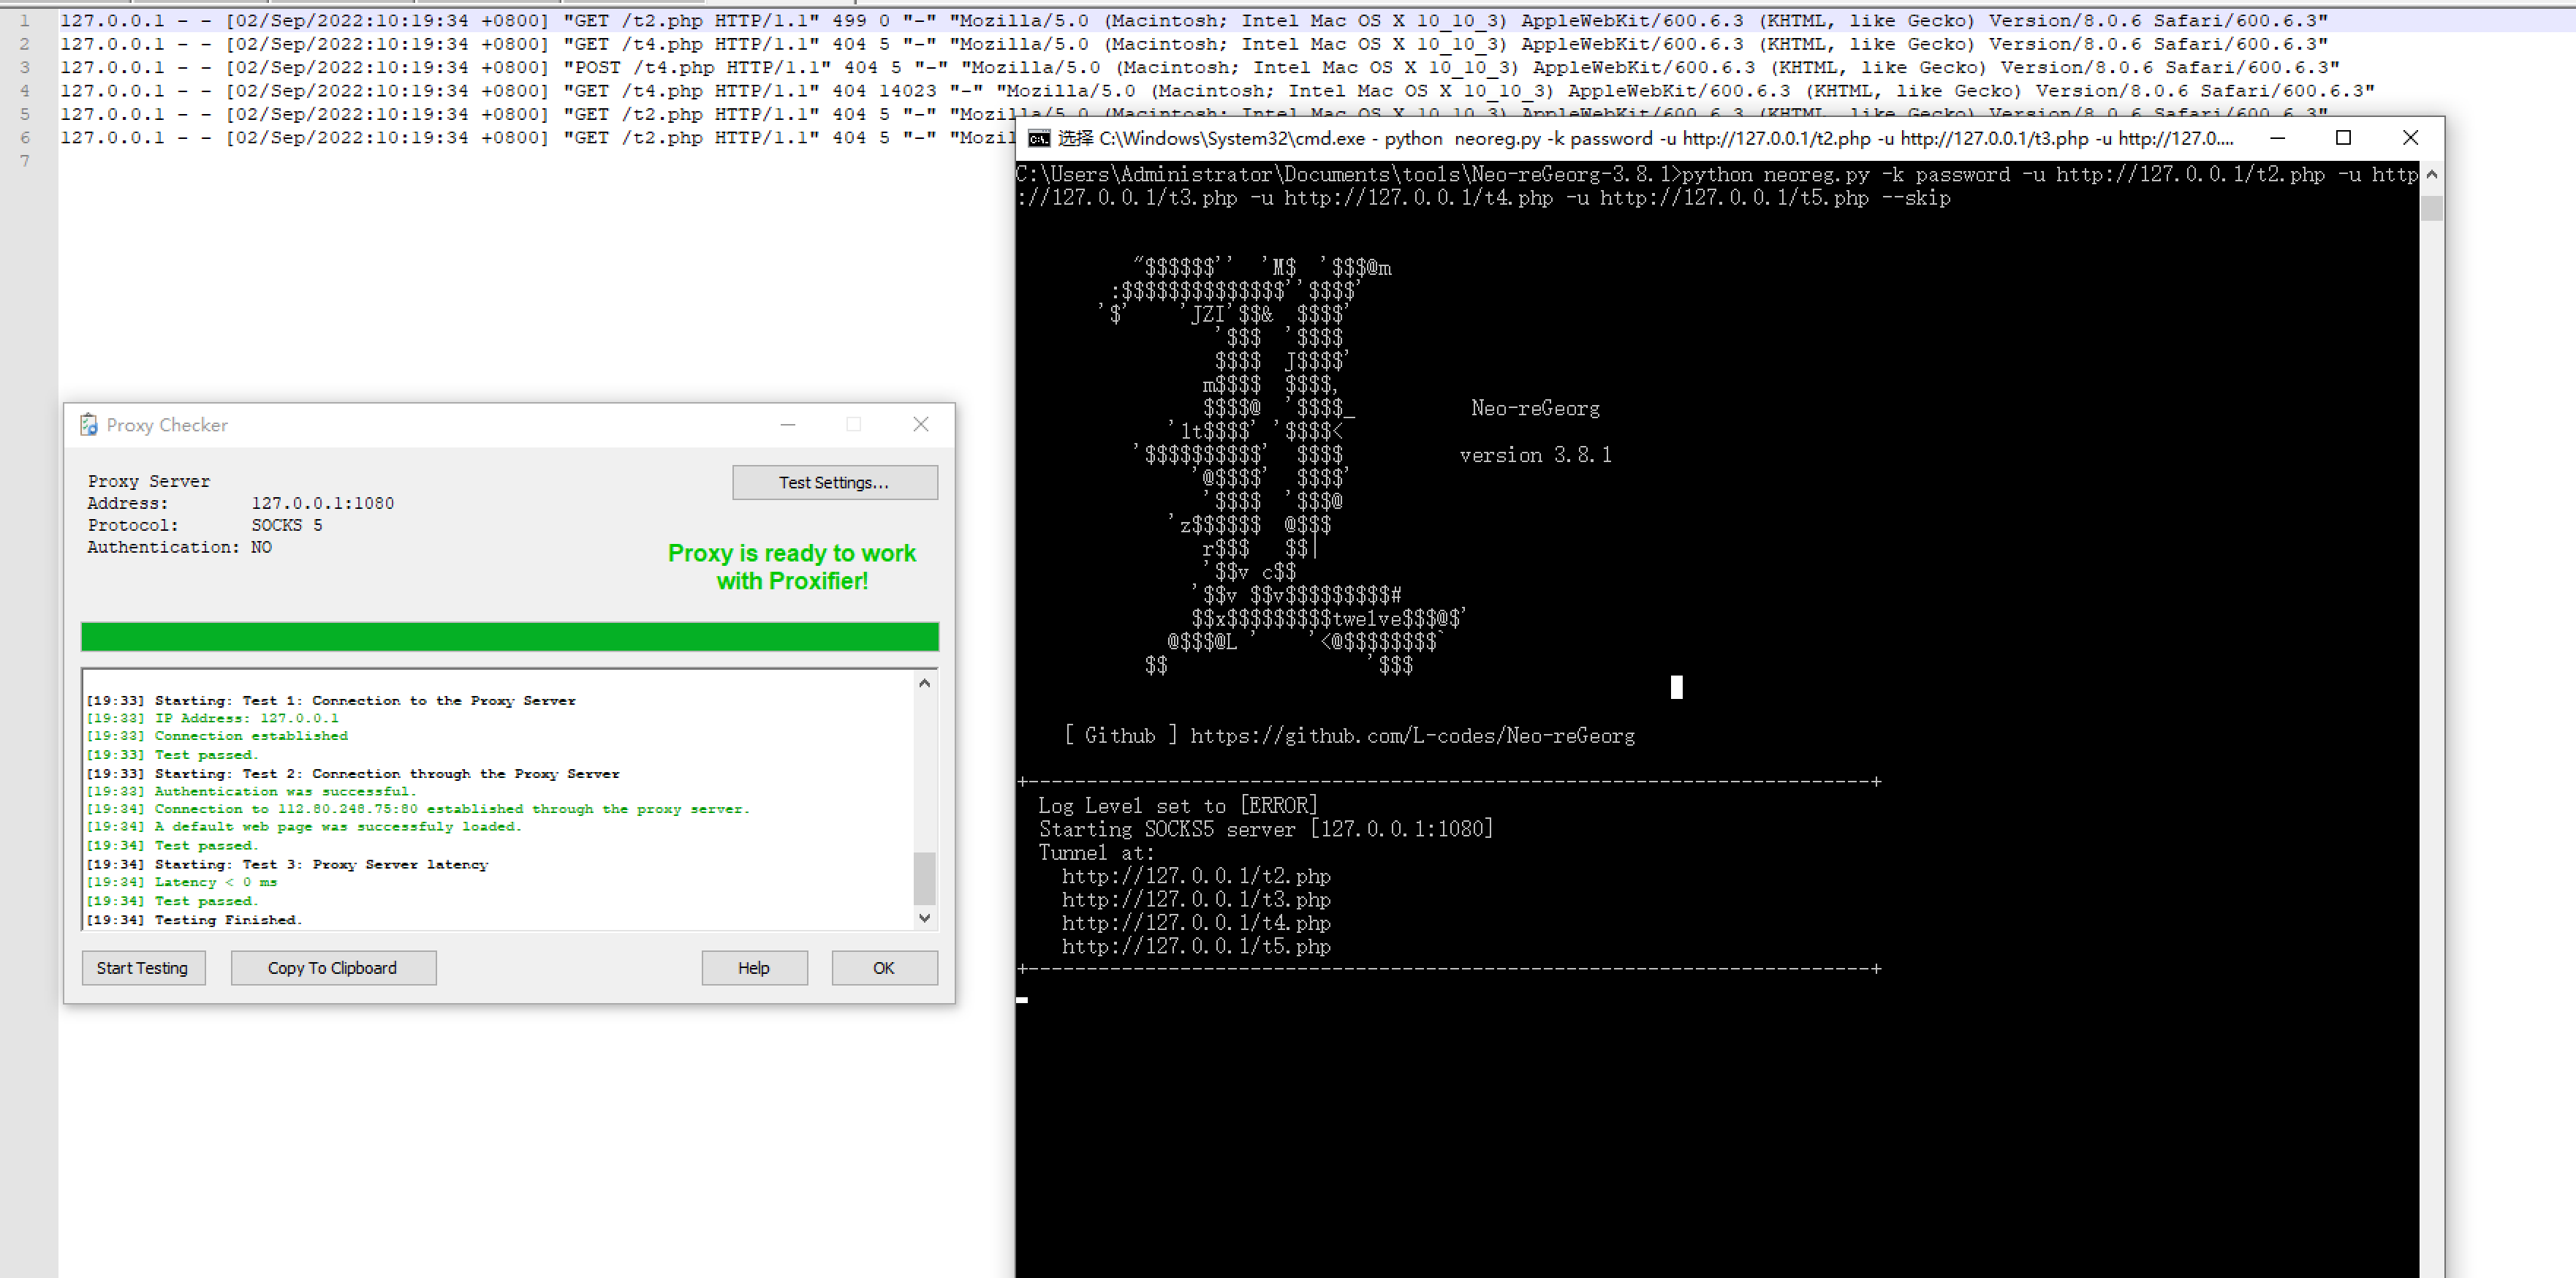 1 127.0.0.1 - - [02/Sep/2022:10:19:34 +0800] "GET /t2.php HTTP/1.1" 499 0 "-" "Mozilla/5.0 (Macintosh; Intel Mac OS X 10_10_3) AppleWebKit/600.6.3 (KHTML, like Gecko) Version/8.0.6 Safari/600.6.3"
2 127.0.0.1 - - [02/Sep/2022:10:19:34 +0800] "GET /t4.php HTTP/1.1" 404 5 "-" "Mozilla/5.0 (Macintosh; Intel Mac OS X 10_10_3) AppleWebKit/600.6.3 (KHTML, like Gecko) Version/8.0.6 Safari/600.6.3"
3 127.0.0.1 - - [02/Sep/2022:10:19:34 +0800] "POST /t4.php HTTP/1.1" 404 5 "-" "Mozilla/5.0 (Macintosh; Intel Mac OS X 10_10_3) AppleWebKit/600.6.3 (KHTML, like Gecko) Version/8.0.6 Safari/600.6.3"
4 127.0.0.1 - - [02/Sep/2022:10:19:34 +0800] "GET /t4.php HTTP/1.1" 404 14023 "-" "Mozilla/5.0 (Macintosh; Intel Mac OS X 10_10_3) AppleWebKit/600.6.3 (KHTML, like Gecko) Version/8.0.6 Safari/600.6.3"
5 127.0.0.1 - - [02/Sep/2022:10:19:34 +0800] "GET /t2.php HTTP/1.1" 404 5 "-" "Mozilla/5.0 (Macintosh; Intel Mac OS X 10_10_3) AppleWebKit/600.6.3 (KHTML, like Gecko) Version/8.0.6 Safari/600.6.3"
6 127.0.0.1 - - [02/Sep/2022:10:19:34 +0800] "GET /t2.php HTTP/1.1" 404 5 "-" "Mozil
7
Proxy Checker
Proxy Server
Address: 127.0.0.1:1080
Protocol: SOCKS 5
Authentication: NO
Test Settings...
Proxy is ready to work
with Proxifier!
[19:33] Starting: Test 1: Connection to the Proxy Server
[19:33] IP Address: 127.0.0.1
[19:33] Connection established
[19:33] Test passed.
[19:33] Starting: Test 2: Connection through the Proxy Server
[19:33] Authentication was successful.
[19:34] Connection to 112.80.248.75:80 established through the proxy server.
[19:34] A default web page was successfuly loaded.
[19:34] Test passed.
[19:34] Starting: Test 3: Proxy Server latency
[19:34] Latency < 0 ms
[19:34] Test passed.
[19:34] Testing Finished.
Start Testing
Copy To Clipboard
Help
OK
选择 C:\Windows\System32\cmd.exe - python neoreg.py -k password -u http://127.0.0.1/t2.php -u http://127.0.0.1/t3.php -u http://127.0....
C:\Users\Administrator\Documents\tools\Neo-reGeorg-3.8.1>python neoreg.py -k password -u http://127.0.0.1/t2.php -u http
://127.0.0.1/t3.php -u http://127.0.0.1/t4.php -u http://127.0.0.1/t5.php --skip
"$$$$$$'' 'M$ '$$$@m
:$$$$$$$$$$$$$$''$$$$'
'$' 'JZI'$$& $$$$'
'$$$ '$$$$
$$$$ J$$$$'
m$$$$ $$$$,
$$$$@ '$$$$_ Neo-reGeorg
'1t$$$$' '$$$$<
'$$$$$$$$$$' $$$$ version 3.8.1
'@$$$$' $$$$'
'$$$$ '$$$@
'z$$$$$$ @$$$
r$$$ $$|
'$$v c$$
'$$v $$v$$$$$$$$$#
$$x$$$$$$$$$twelve$$$@$'
@$$$@L ' '<@$$$$$$$$`
$$ '$$$
[ Github ] https://github.com/L-codes/Neo-reGeorg
+------------------------------------------------------------------------+
Log Level set to [ERROR]
Starting SOCKS5 server [127.0.0.1:1080]
Tunnel at:
http://127.0.0.1/t2.php
http://127.0.0.1/t3.php
http://127.0.0.1/t4.php
http://127.0.0.1/t5.php
+------------------------------------------------------------------------+